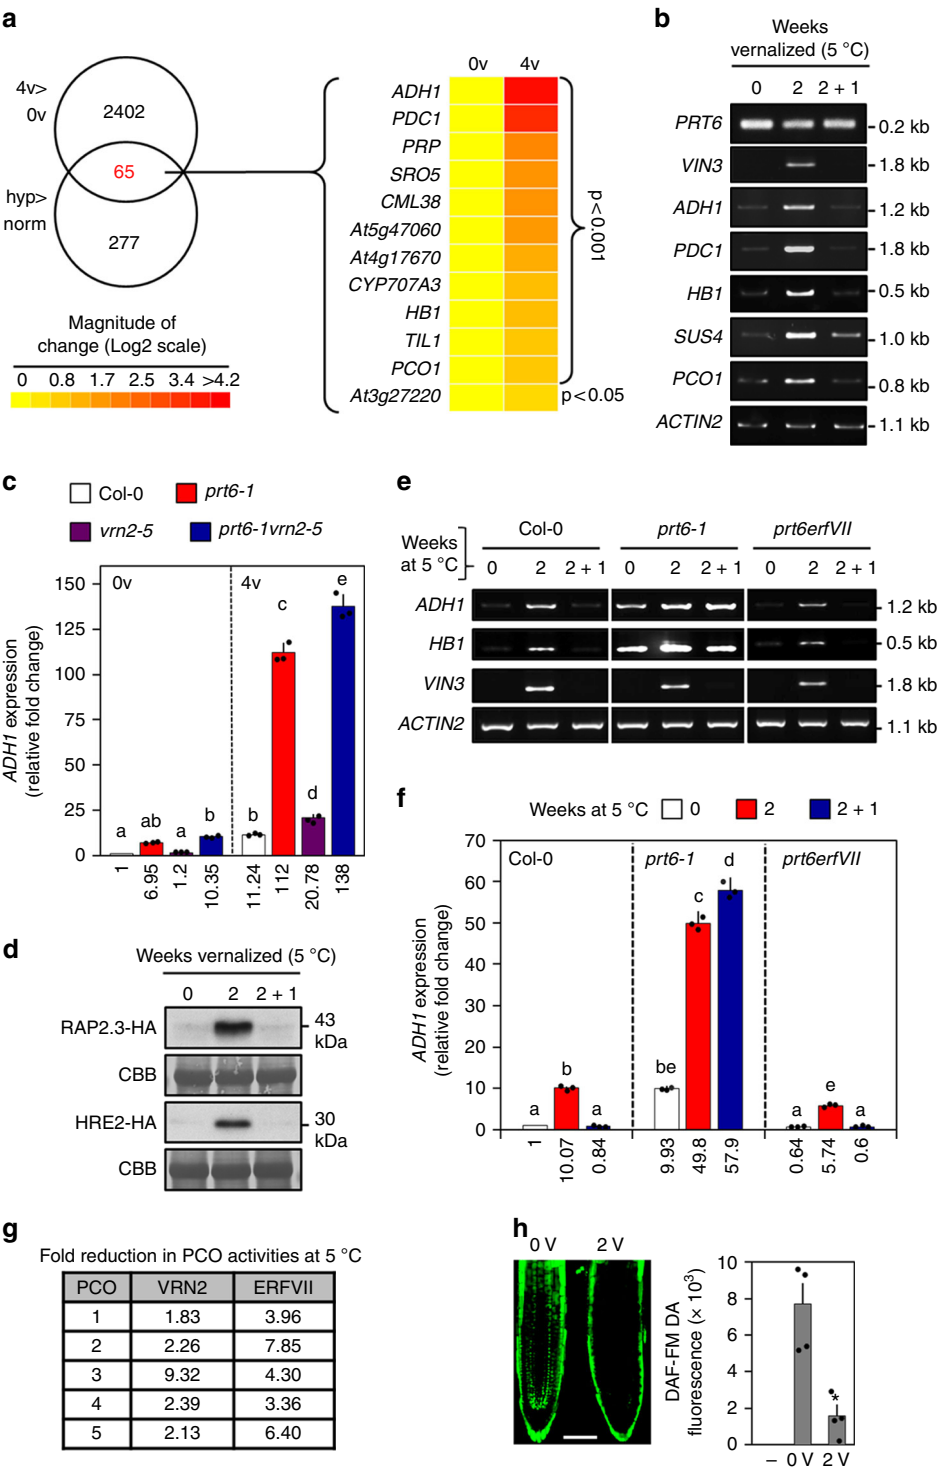 a
4v>
0v
2402
65
hyp>
norm
277
Magnitude of
change (Log2 scale)
0 0.8 1.7 2.5 3.4 >4.2
0v 4v
ADH1
PDC1
PRP
SRO5
CML38
At5g47060
At4g17670
CYP707A3
HB1
TIL1
PCO1
At3g27220
p<0.001
p<0.05
b
Weeks
vernalized (5 °C)
0 2 2 + 1
PRT6 0.2 kb
VIN3 1.8 kb
ADH1 1.2 kb
PDC1 1.8 kb
HB1 0.5 kb
SUS4 1.0 kb
PCO1 0.8 kb
ACTIN2 1.1 kb
c
Col-0 prt6-1
vrn2-5 prt6-1vrn2-5
ADH1 expression
(relative fold change)
150
125
100
75
50
25
0
0v 4v
a ab a b b c d e
1 6.95 1.2 10.35 11.24 112 20.78 138
d
Weeks vernalized (5 °C)
0 2 2 + 1
RAP2.3-HA 43
kDa
CBB
HRE2-HA 30
kDa
CBB
e
Weeks
at 5 °C
Col-0 prt6-1 prt6erfVII
0 2 2 + 1 0 2 2 + 1 0 2 2 + 1
ADH1 1.2 kb
HB1 0.5 kb
VIN3 1.8 kb
ACTIN2 1.1 kb
f
Weeks at 5 °C 0 2 2 + 1
ADH1 expression
(relative fold change)
70
60
50
40
30
20
10
0
Col-0 prt6-1 prt6erfVII
a b a be c d a e a
1 10.07 0.84 9.93 49.8 57.9 0.64 5.74 0.6
g
Fold reduction in PCO activities at 5 °C
PCO VRN2 ERFVII
1 1.83 3.96
2 2.26 7.85
3 9.32 4.30
4 2.39 3.36
5 2.13 6.40
h
0 V 2 V
DAF-FM DA
fluorescence (× 10³)
10
8
6
4
2
0
*
– 0 V 2 V